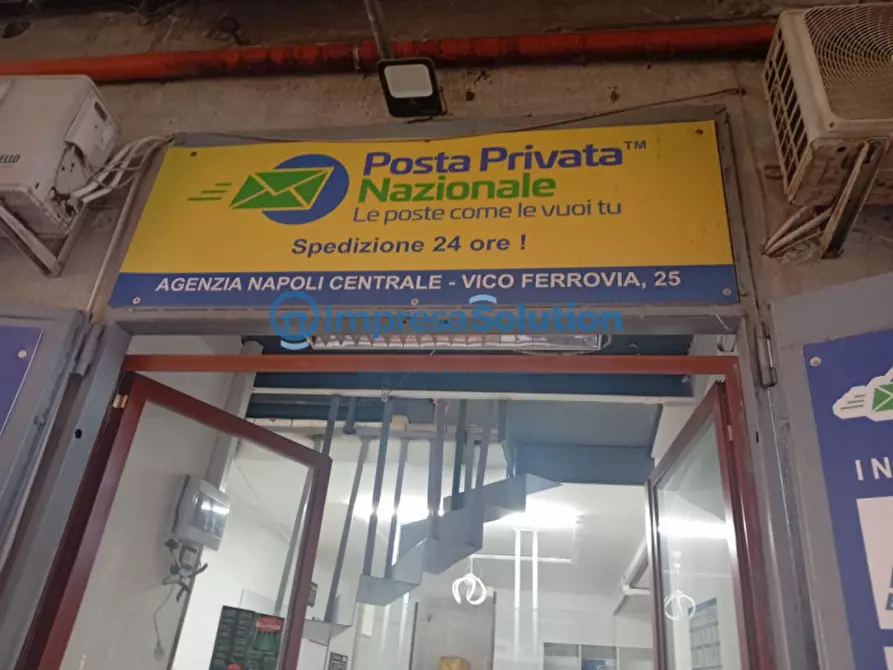 Posta Privata™
Nazionale
Le poste come le vuoi tu
Spedizione 24 ore !
AGENZIA NAPOLI CENTRALE - VICO FERROVIA, 25
ImpresaSolution
IN